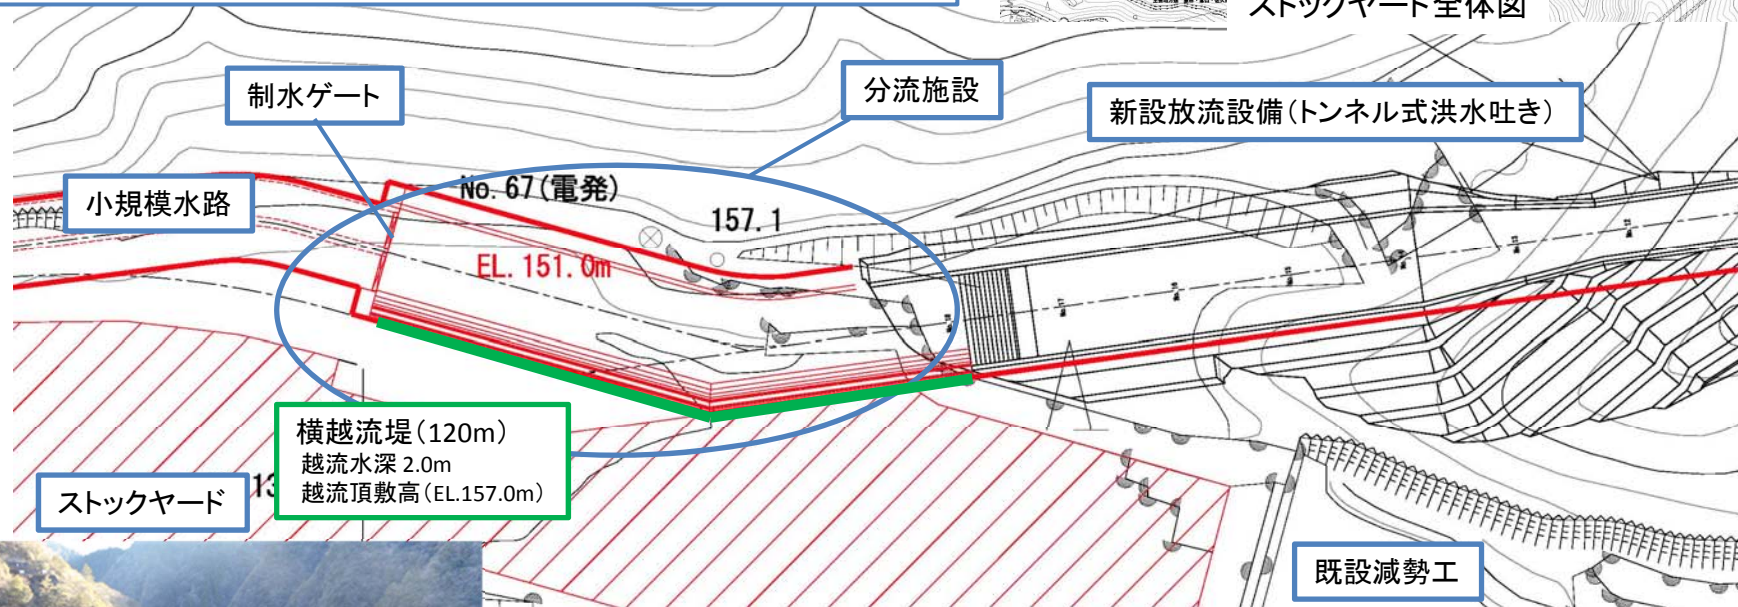 ストックヤード全体図
制水ゲート
分流施設
新設放流設備(トンネル式洪水吐き)
小規模水路
No. 67(電発)
157.1
EL. 151. 0m
横越流堤(120m)
越流水深 2.0m
越流頂敷高(EL.157.0m)
ストックヤード
13
既設減勢工